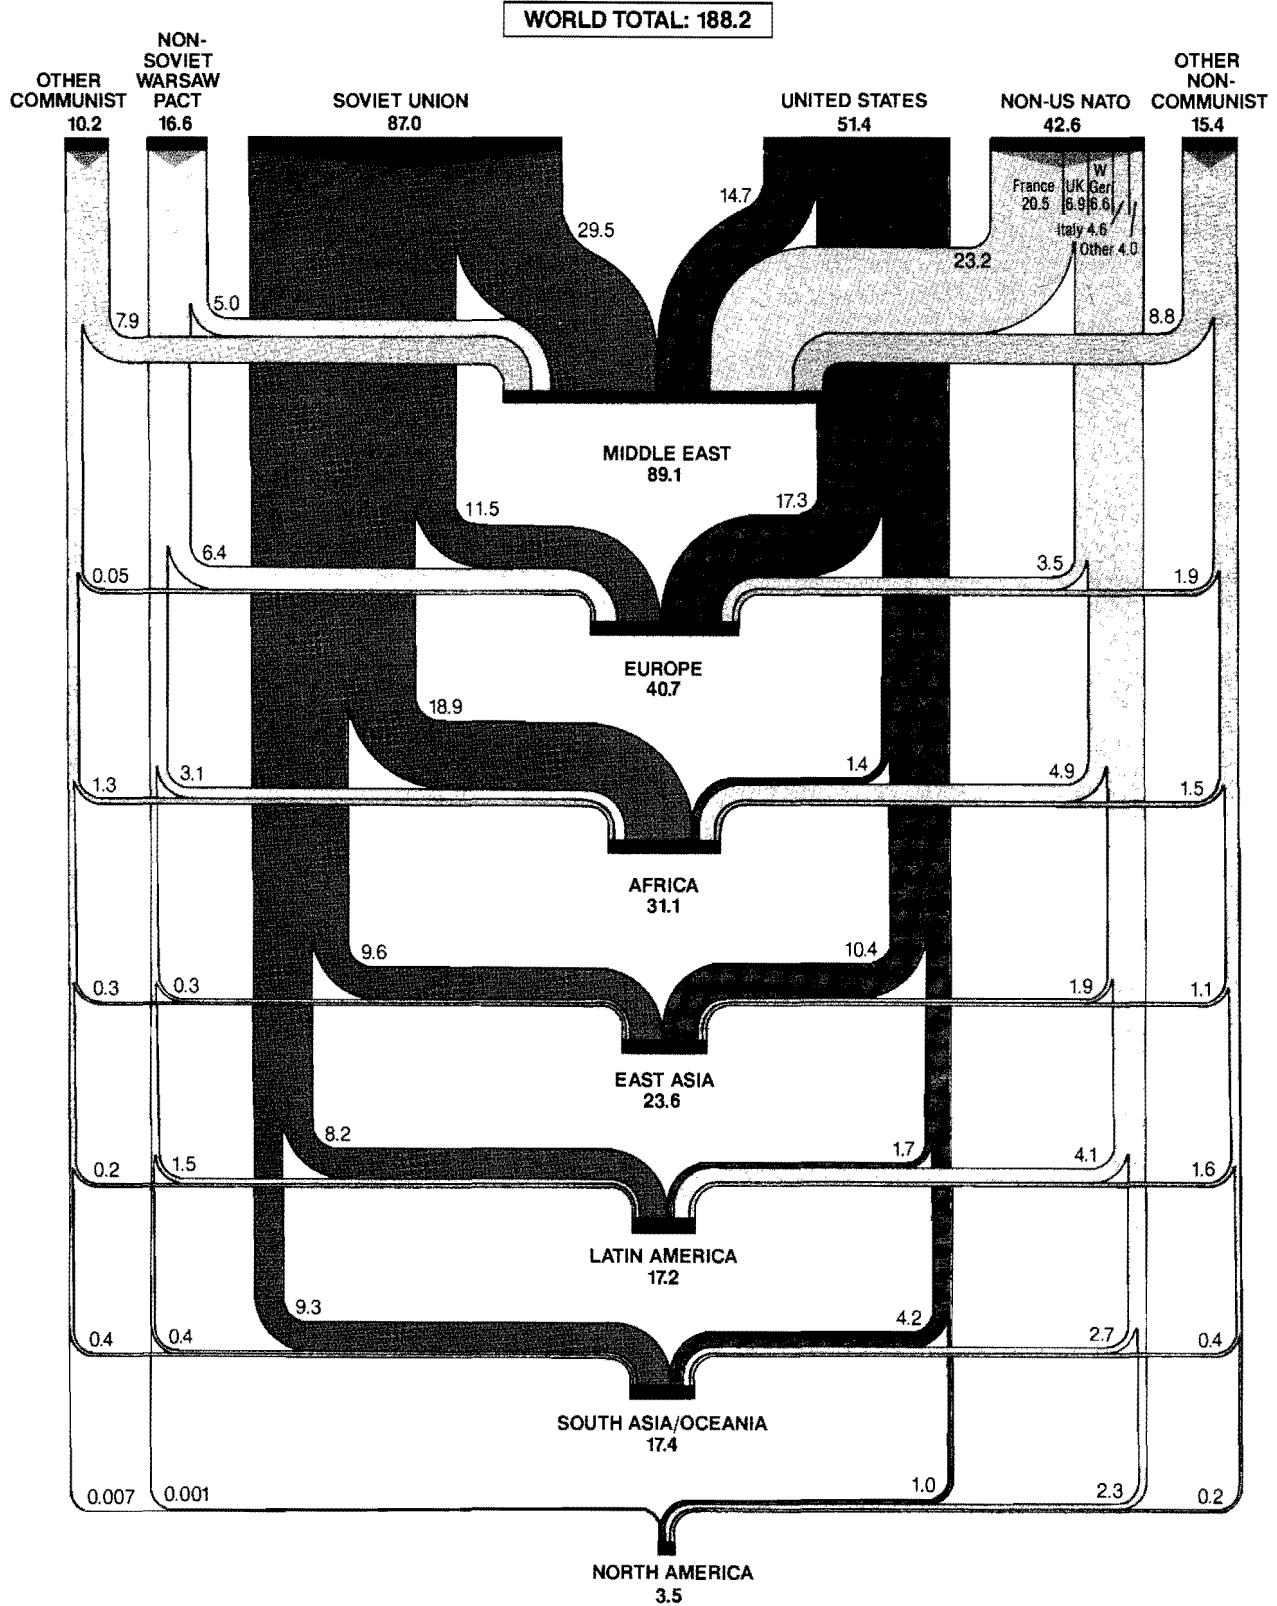 WORLD TOTAL: 188.2
OTHER
COMMUNIST
10.2
NON-
SOVIET
WARSAW
PACT
16.6
SOVIET UNION
87.0
UNITED STATES
51.4
NON-US NATO
42.6
OTHER
NON-
COMMUNIST
15.4
France
20.5
UK
6.9
W
Ger
6.6
Italy 4.6
Other 4.0
7.9
5.0
29.5
14.7
23.2
8.8
MIDDLE EAST
89.1
0.05
6.4
11.5
17.3
3.5
1.9
EUROPE
40.7
1.3
3.1
18.9
1.4
4.9
1.5
AFRICA
31.1
0.3
0.3
9.6
10.4
1.9
1.1
EAST ASIA
23.6
0.2
1.5
8.2
1.7
4.1
1.6
LATIN AMERICA
17.2
0.4
0.4
9.3
4.2
2.7
0.4
SOUTH ASIA/OCEANIA
17.4
0.007
0.001
1.0
2.3
0.2
NORTH AMERICA
3.5